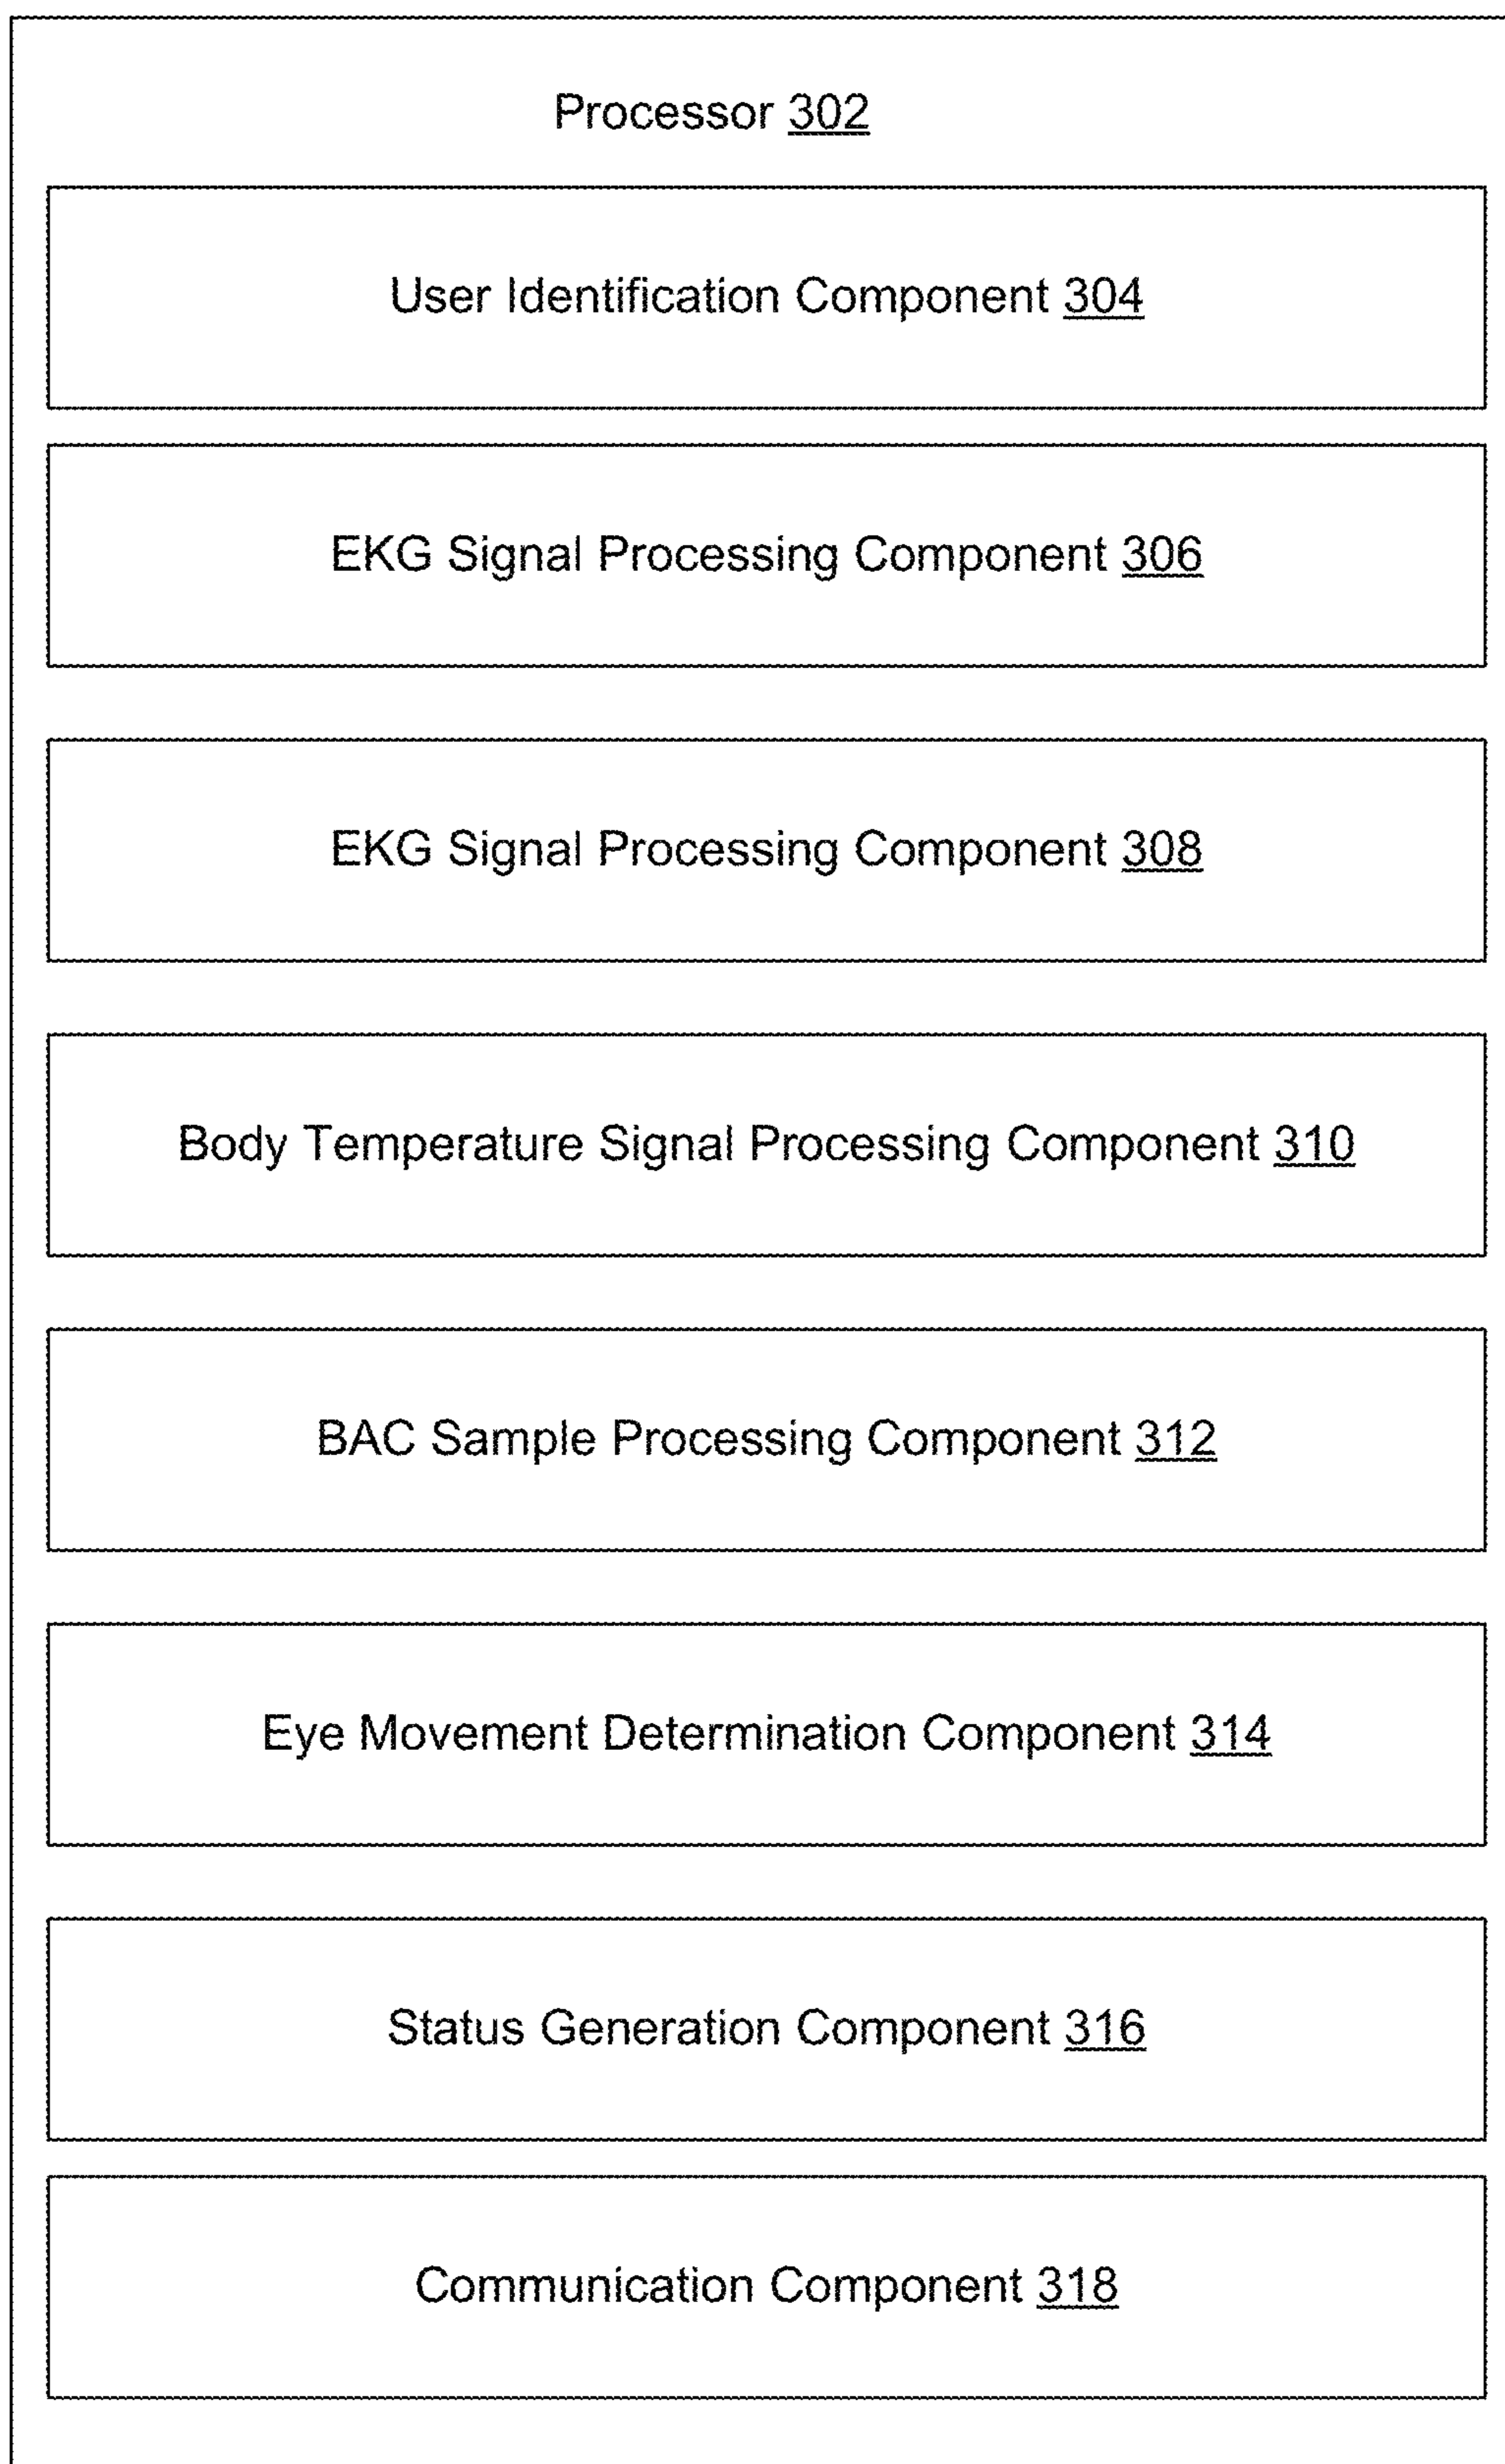 Processor 302
User Identification Component 304
EKG Signal Processing Component 306
EKG Signal Processing Component 308
Body Temperature Signal Processing Component 310
BAC Sample Processing Component 312
Eye Movement Determination Component 314
Status Generation Component 316
Communication Component 318